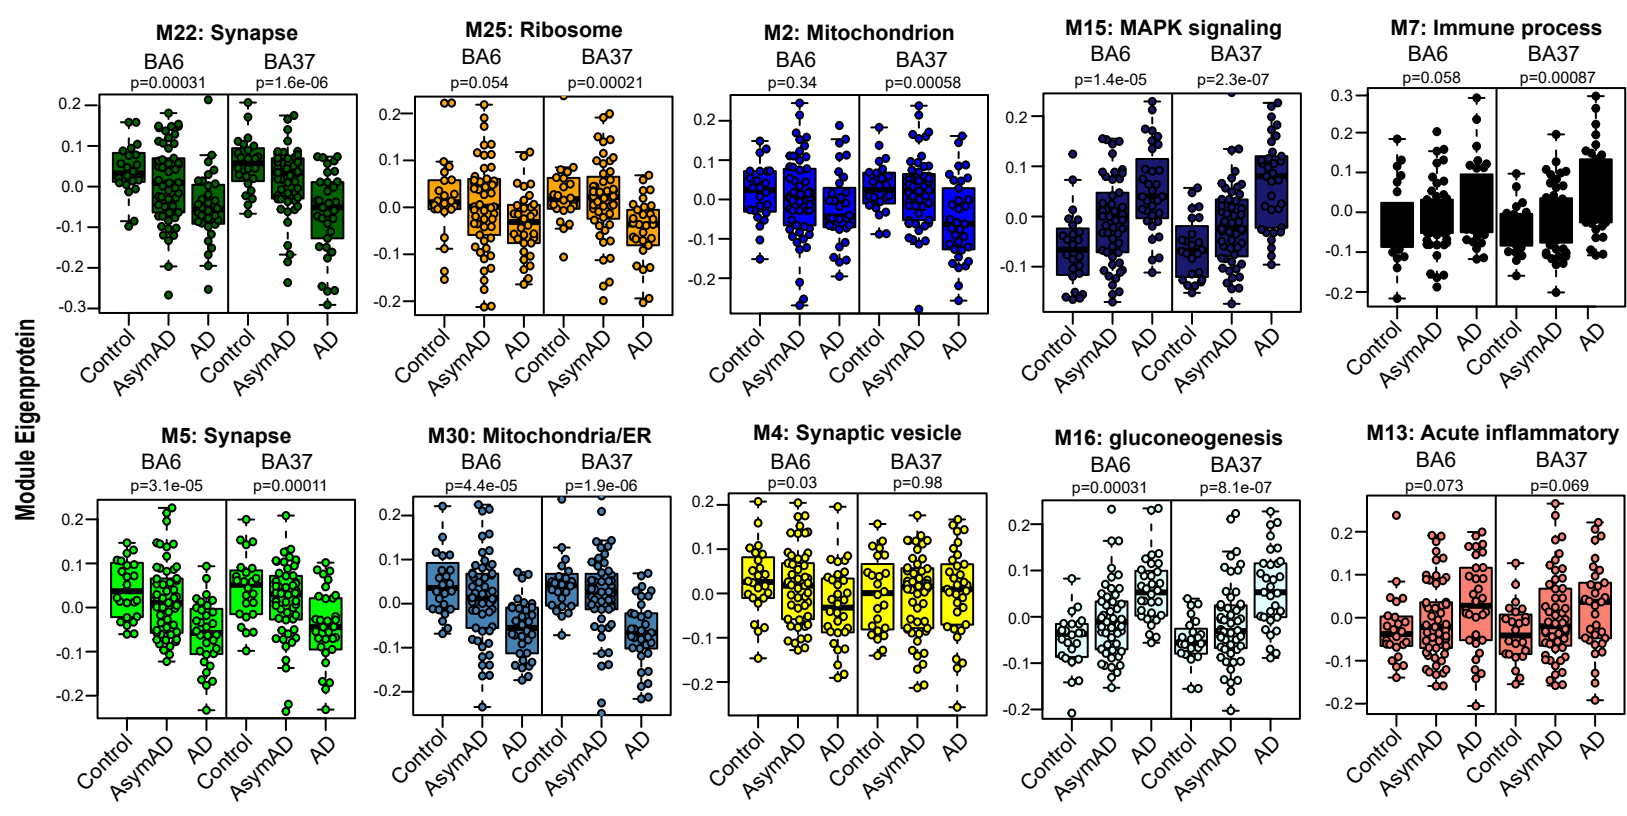 Module Eigenprotein
M22: Synapse
BA6 BA37
p=0.00031 p=1.6e-06
0.2
0.1
0.0
-0.1
-0.2
-0.3
Control AsymAD AD Control AsymAD AD
M25: Ribosome
BA6 BA37
p=0.054 p=0.00021
0.2
0.1
0.0
-0.1
-0.2
Control AsymAD AD Control AsymAD AD
M2: Mitochondrion
BA6 BA37
p=0.34 p=0.00058
0.2
0.1
0.0
-0.1
-0.2
Control AsymAD AD Control AsymAD AD
M15: MAPK signaling
BA6 BA37
p=1.4e-05 p=2.3e-07
0.2
0.1
0.0
-0.1
Control AsymAD AD Control AsymAD AD
M7: Immune process
BA6 BA37
p=0.058 p=0.00087
0.3
0.2
0.1
0.0
-0.1
-0.2
Control AsymAD AD Control AsymAD AD
M5: Synapse
BA6 BA37
p=3.1e-05 p=0.00011
0.2
0.1
0.0
-0.1
-0.2
Control AsymAD AD Control AsymAD AD
M30: Mitochondria/ER
BA6 BA37
p=4.4e-05 p=1.9e-06
0.2
0.1
0.0
-0.1
-0.2
Control AsymAD AD Control AsymAD AD
M4: Synaptic vesicle
BA6 BA37
p=0.03 p=0.98
0.2
0.1
0.0
−0.1
−0.2
Control AsymAD AD Control AsymAD AD
M16: gluconeogenesis
BA6 BA37
p=0.00031 p=8.1e-07
0.2
0.1
0.00
-0.1
-0.2
Control AsymAD AD Control AsymAD AD
M13: Acute inflammatory
BA6 BA37
p=0.073 p=0.069
0.2
0.1
0.0
-0.1
-0.2
Control AsymAD AD Control AsymAD AD